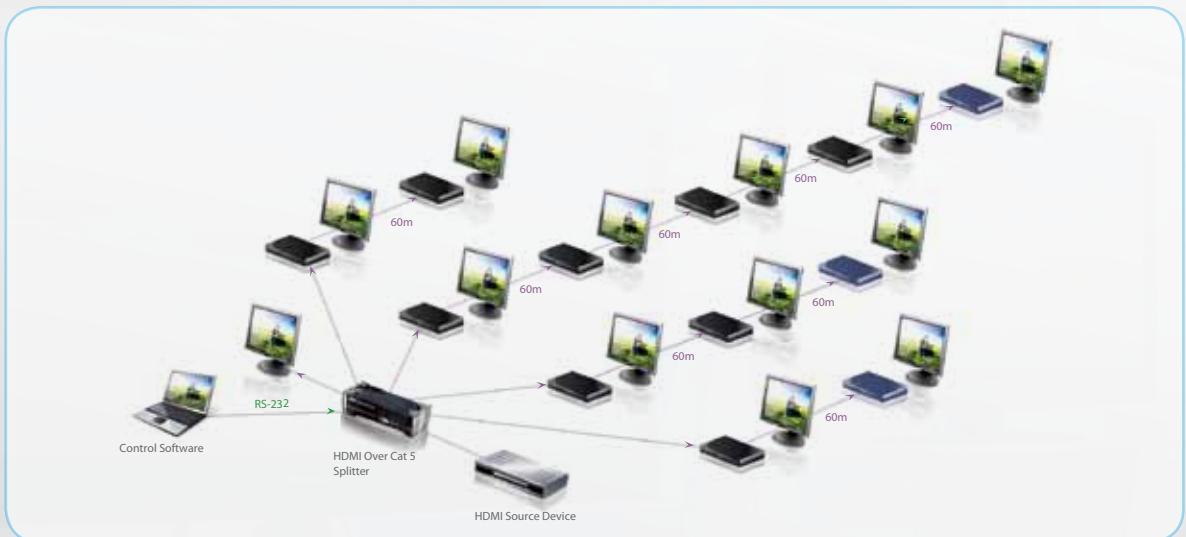 60m
60m
60m
60m
60m
60m
60m
60m
RS-232
Control Software
HDMI Over Cat 5
Splitter
HDMI Source Device